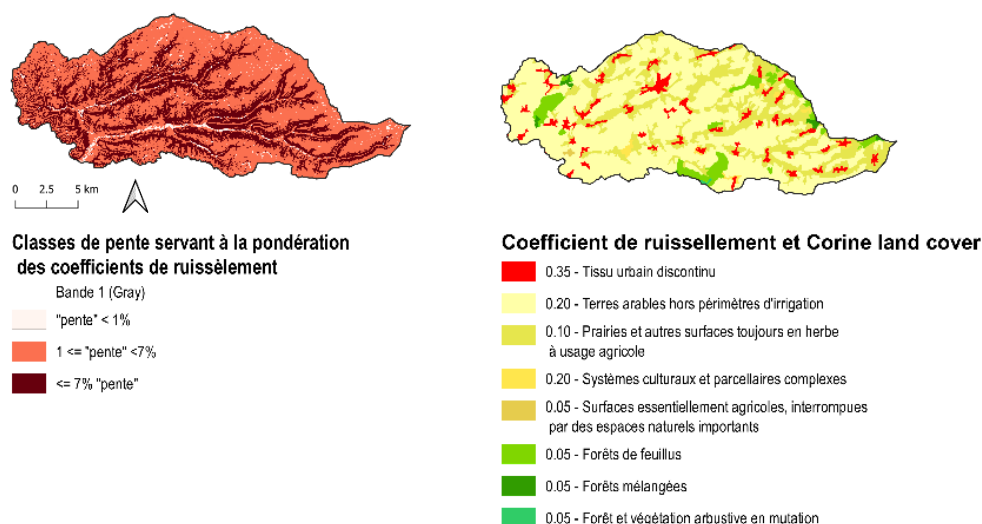 0 2.5 5 km
Classes de pente servant à la pondération
des coefficients de ruissèlement
Bande 1 (Gray)
"pente" < 1%
1 <= "pente" <7%
<= 7% "pente"
Coefficient de ruissellement et Corine land cover
0.35 - Tissu urbain discontinu
0.20 - Terres arables hors périmètres d'irrigation
0.10 - Prairies et autres surfaces toujours en herbe
à usage agricole
0.20 - Systèmes culturaux et parcellaires complexes
0.05 - Surfaces essentiellement agricoles, interrompues
par des espaces naturels importants
0.05 - Forêts de feuillus
0.05 - Forêts mélangées
0.05 - Forêt et végétation arbustive en mutation